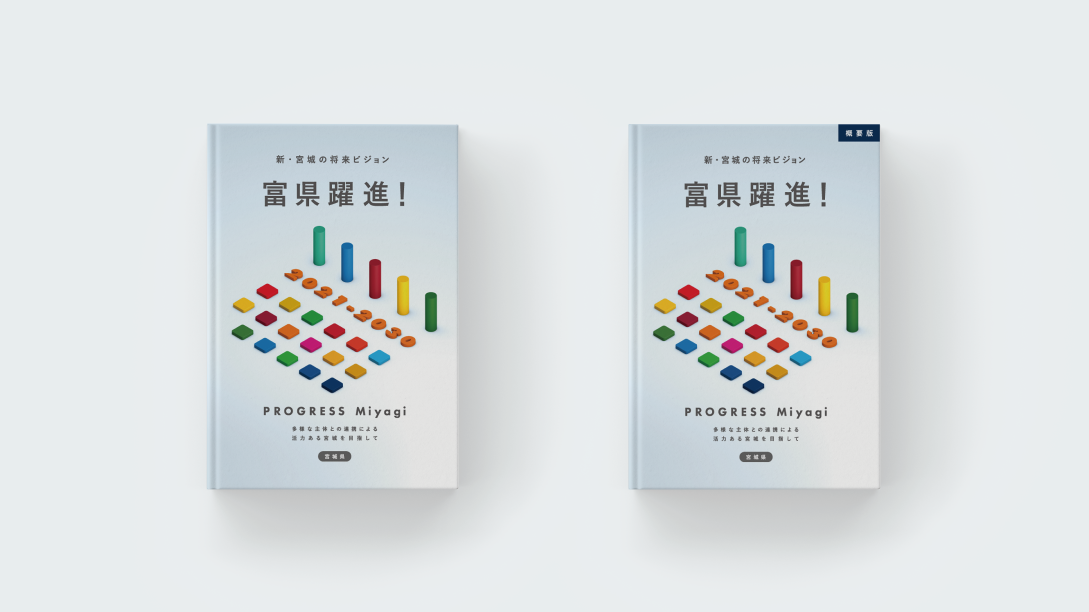 新・宮城の将来ビジョン
富県躍進！
2021-2030
PROGRESS Miyagi
多様な主体との連携による
活力ある宮城を目指して
宮城県
概要版
新・宮城の将来ビジョン
富県躍進！
2021-2030
PROGRESS Miyagi
多様な主体との連携による
活力ある宮城を目指して
宮城県